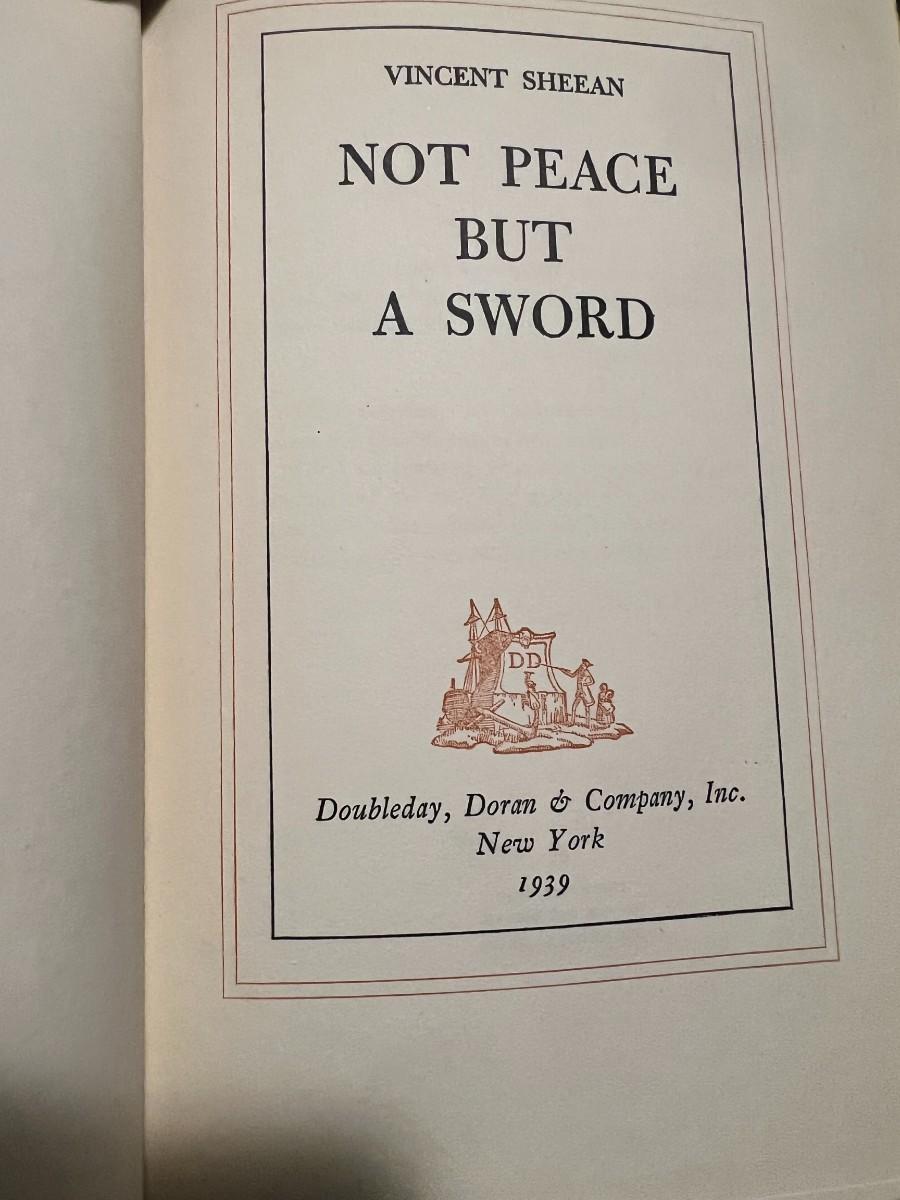 VINCENT SHEEAN
NOT PEACE
BUT
A SWORD
DD
Doubleday, Doran & Company, Inc.
New York
1939